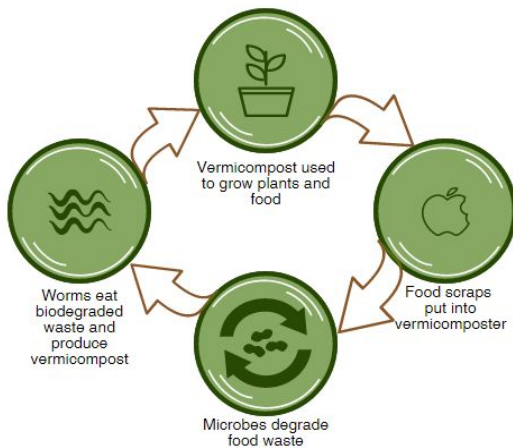 Vermicompost used
to grow plants and
food
Food scraps
put into
vermicomposter
Microbes degrade
food waste
Worms eat
biodegraded
waste and
produce
vermicompost